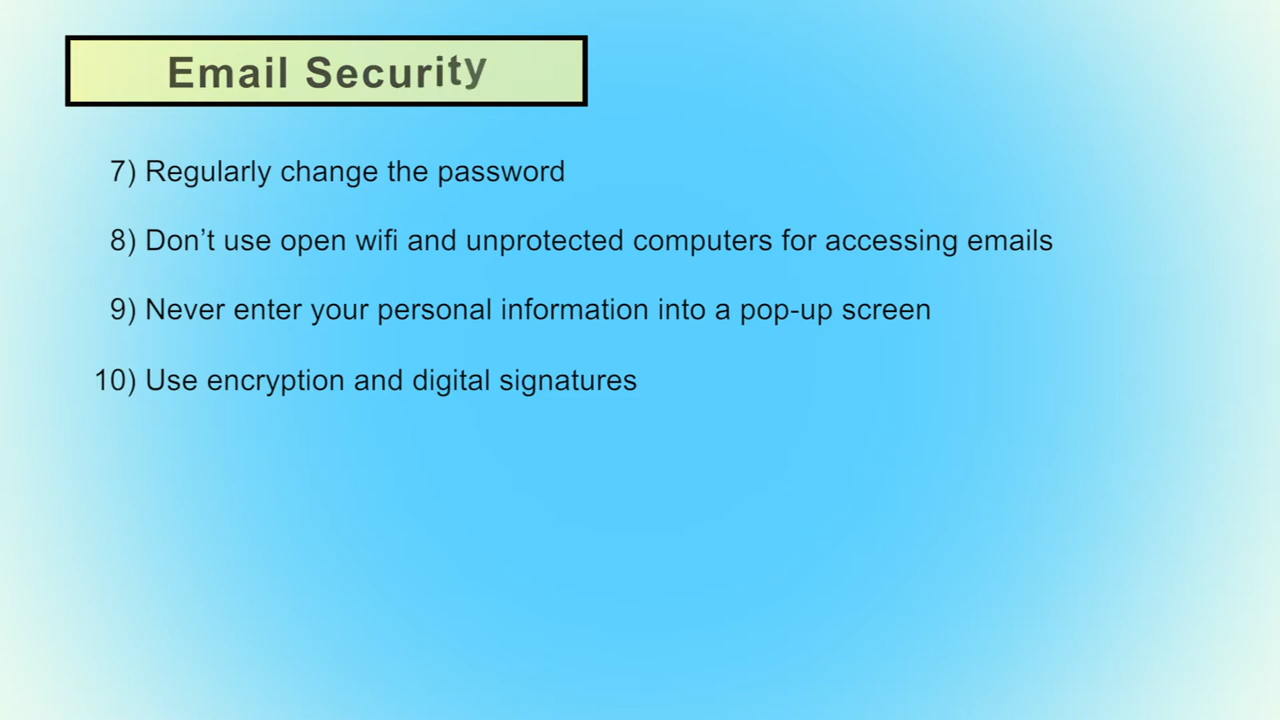 Email Security
7) Regularly change the password
8) Don’t use open wifi and unprotected computers for accessing emails
9) Never enter your personal information into a pop-up screen
10) Use encryption and digital signatures